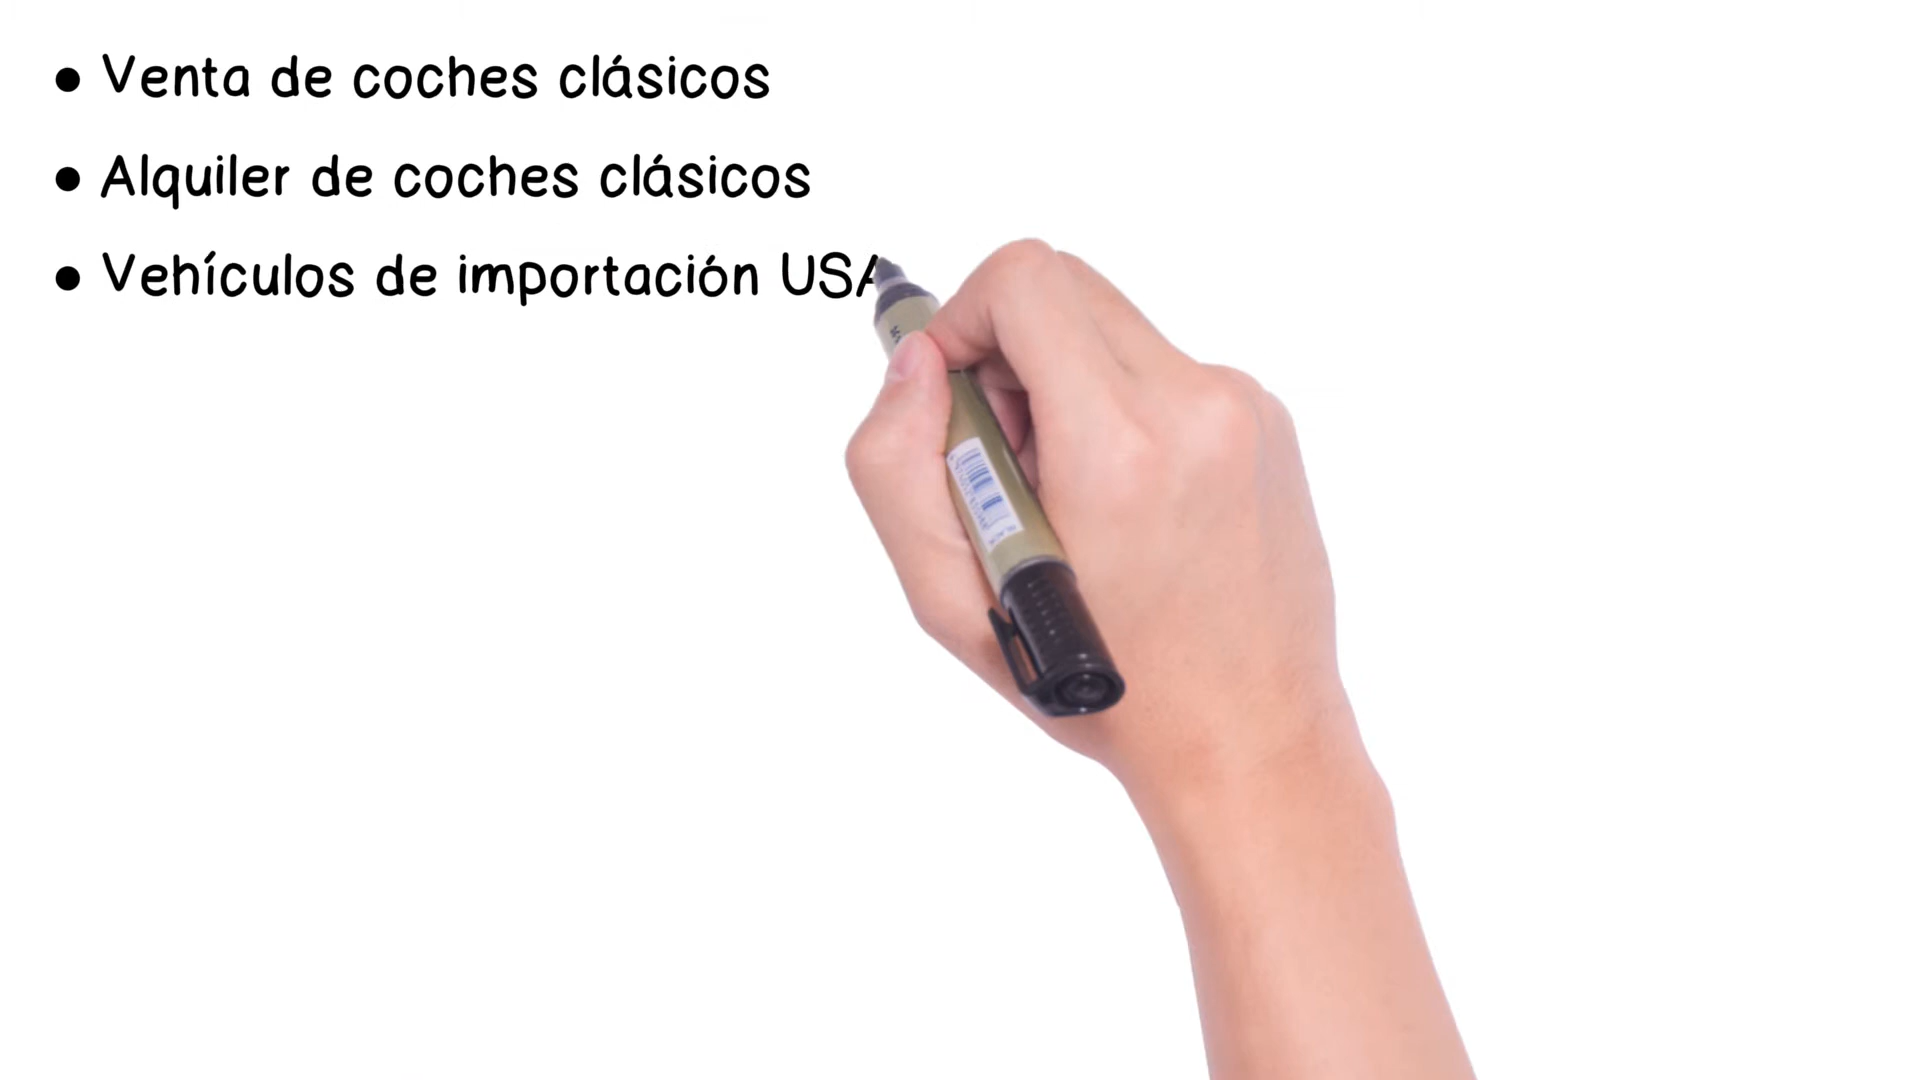 • Venta de coches clásicos
• Alquiler de coches clásicos
• Vehículos de importación USA